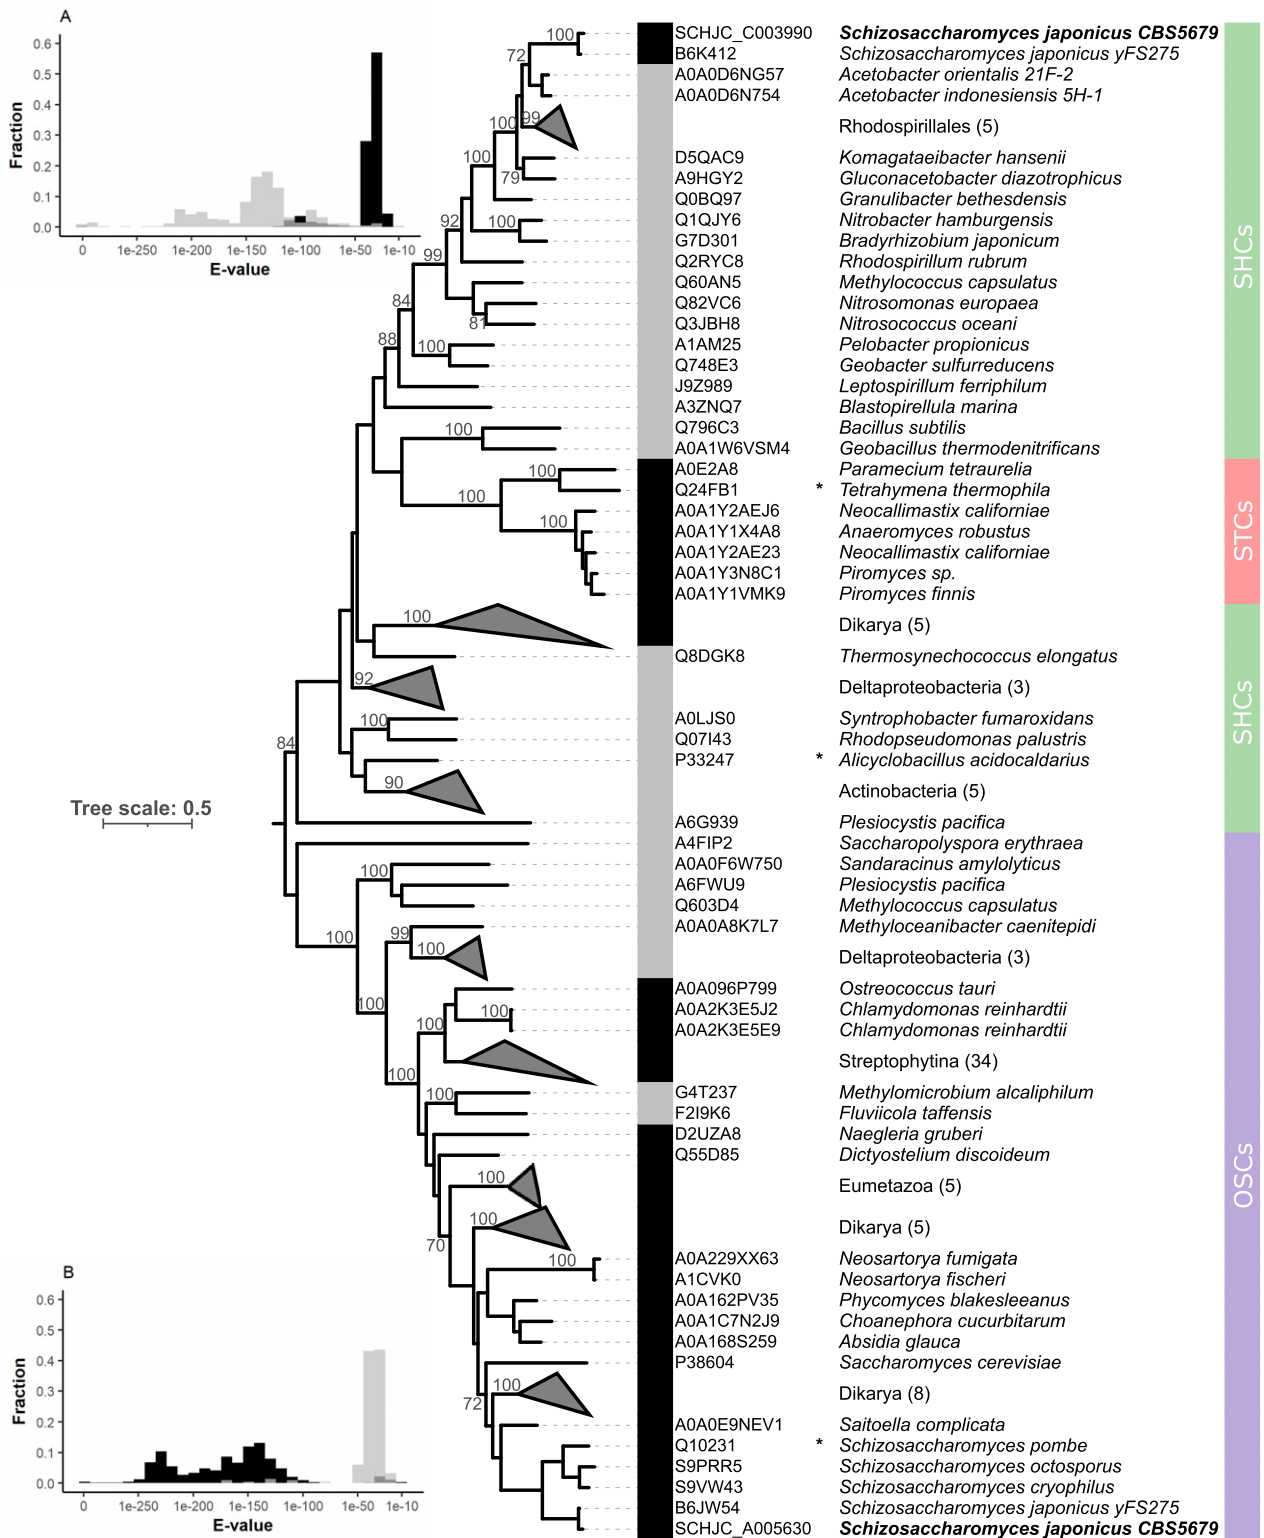 A
0.6
0.5
0.4
0.3
0.2
0.1
0.0
Fraction
0 1e-250 1e-200 1e-150 1e-100 1e-50 1e-10
E-value
SCHJC_C003990 Schizosaccharomyces japonicus CBS5679
B6K412 Schizosaccharomyces japonicus yFS275
A0A0D6NG57 Acetobacter orientalis 21F-2
A0A0D6N754 Acetobacter indonesiensis 5H-1
Rhodospirillales (5)
D5QAC9 Komagataeibacter hansenii
A9HGY2 Gluconacetobacter diazotrophicus
Q0BQ97 Granulibacter bethesdensis
Q1QJY6 Nitrobacter hamburgensis
G7D301 Bradyrhizobium japonicum
Q2RYC8 Rhodospirillum rubrum
Q60AN5 Methylococcus capsulatus
Q82VC6 Nitrosomonas europaea
Q3JBH8 Nitrosococcus oceani
A1AM25 Pelobacter propionicus
Q748E3 Geobacter sulfurreducens
J9Z989 Leptospirillum ferriphilum
A3ZNQ7 Blastopirellula marina
Q796C3 Bacillus subtilis
A0A1W6VSM4 Geobacillus thermodenitrificans
A0E2A8 Paramecium tetraurelia
Q24FB1 * Tetrahymena thermophila
A0A1Y2AEJ6 Neocallimastix californiae
A0A1Y1X4A8 Anaeromyces robustus
A0A1Y2AE23 Neocallimastix californiae
A0A1Y3N8C1 Piromyces sp.
A0A1Y1VMK9 Piromyces finnis
Dikarya (5)
Q8DGK8 Thermosynechococcus elongatus
Deltaproteobacteria (3)
A0LJS0 Syntrophobacter fumaroxidans
Q07I43 Rhodopseudomonas palustris
P33247 * Alicyclobacillus acidocaldarius
Actinobacteria (5)
A6G939 Plesiocystis pacifica
A4FIP2 Saccharopolyspora erythraea
A0A0F6W750 Sandaracinus amylolyticus
A6FWU9 Plesiocystis pacifica
Q603D4 Methylococcus capsulatus
A0A0A8K7L7 Methyloceanibacter caenitepidi
Deltaproteobacteria (3)
A0A096P799 Ostreococcus tauri
A0A2K3E5J2 Chlamydomonas reinhardtii
A0A2K3E5E9 Chlamydomonas reinhardtii
Streptophytina (34)
G4T237 Methylomicrobium alcaliphilum
F2I9K6 Fluviicola taffensis
D2UZA8 Naegleria gruberi
Q55D85 Dictyostelium discoideum
Eumetazoa (5)
Dikarya (5)
A0A229XX63 Neosartorya fumigata
A1CVK0 Neosartorya fischeri
A0A162PV35 Phycomyces blakesleeanus
A0A1C7N2J9 Choanephora cucurbitarum
A0A168S259 Absidia glauca
P38604 Saccharomyces cerevisiae
Dikarya (8)
A0A0E9NEV1 Saitoella complicata
Q10231 * Schizosaccharomyces pombe
S9PRR5 Schizosaccharomyces octosporus
S9VW43 Schizosaccharomyces cryophilus
B6JW54 Schizosaccharomyces japonicus yFS275
SCHJC_A005630 Schizosaccharomyces japonicus CBS5679
SHCs
STCs
SHCs
OSCs
100
72
99
100
100
79
92
100
99
81
84
88
100
100
100
100
100
100
92
100
90
84
100
100
99
100
100
100
100
100
100
100
100
70
100
100
72
Tree scale: 0.5
B
0.6
0.5
0.4
0.3
0.2
0.1
0.0
Fraction
0 1e-250 1e-200 1e-150 1e-100 1e-50 1e-10
E-value